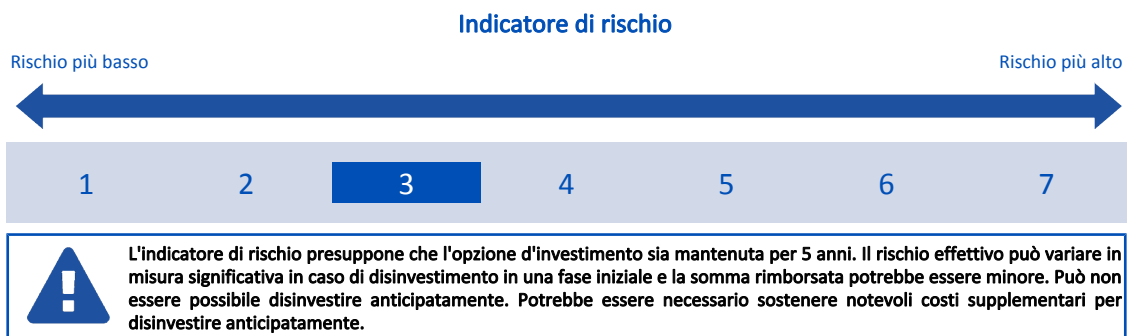 Indicatore di rischio
Rischio più basso
Rischio più alto
1 2 3 4 5 6 7
L'indicatore di rischio presuppone che l'opzione d'investimento sia mantenuta per 5 anni. Il rischio effettivo può variare in
misura significativa in caso di disinvestimento in una fase iniziale e la somma rimborsata potrebbe essere minore. Può non
essere possibile disinvestire anticipatamente. Potrebbe essere necessario sostenere notevoli costi supplementari per
disinvestire anticipatamente.